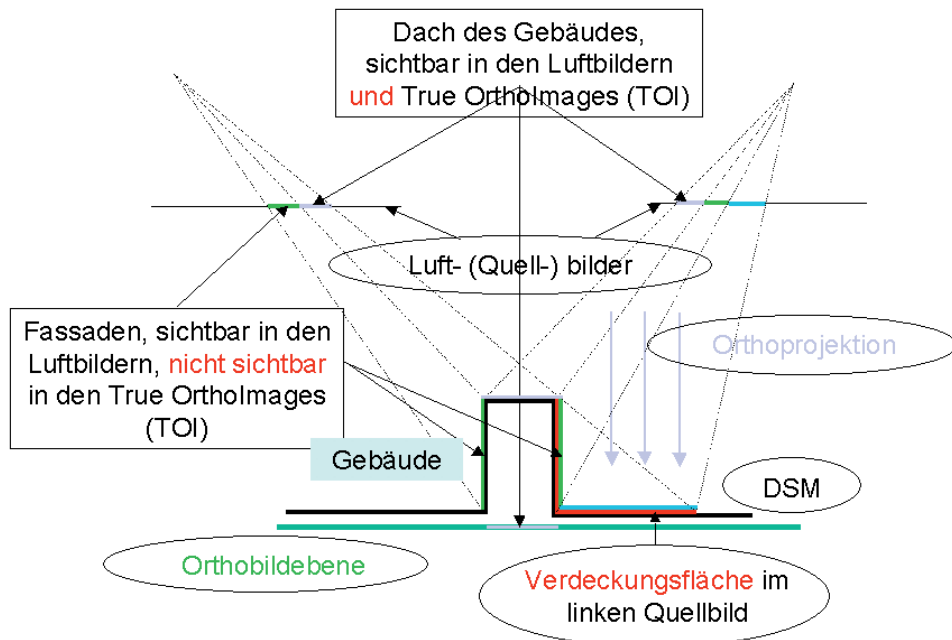 Dach des Gebäudes,
sichtbar in den Luftbildern
und True OrthoImages (TOI)
Luft- (Quell-) bilder
Fassaden, sichtbar in den
Luftbildern, nicht sichtbar
in den True OrthoImages
(TOI)
Orthoprojektion
Gebäude
DSM
Orthobildebene
Verdeckungsfläche im
linken Quellbild